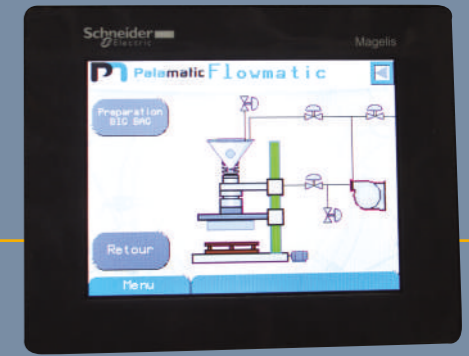 Schneider
Electric
Magelis
Palamatic Flowmatic
Preparation
BIG BAG
Retour
Menu